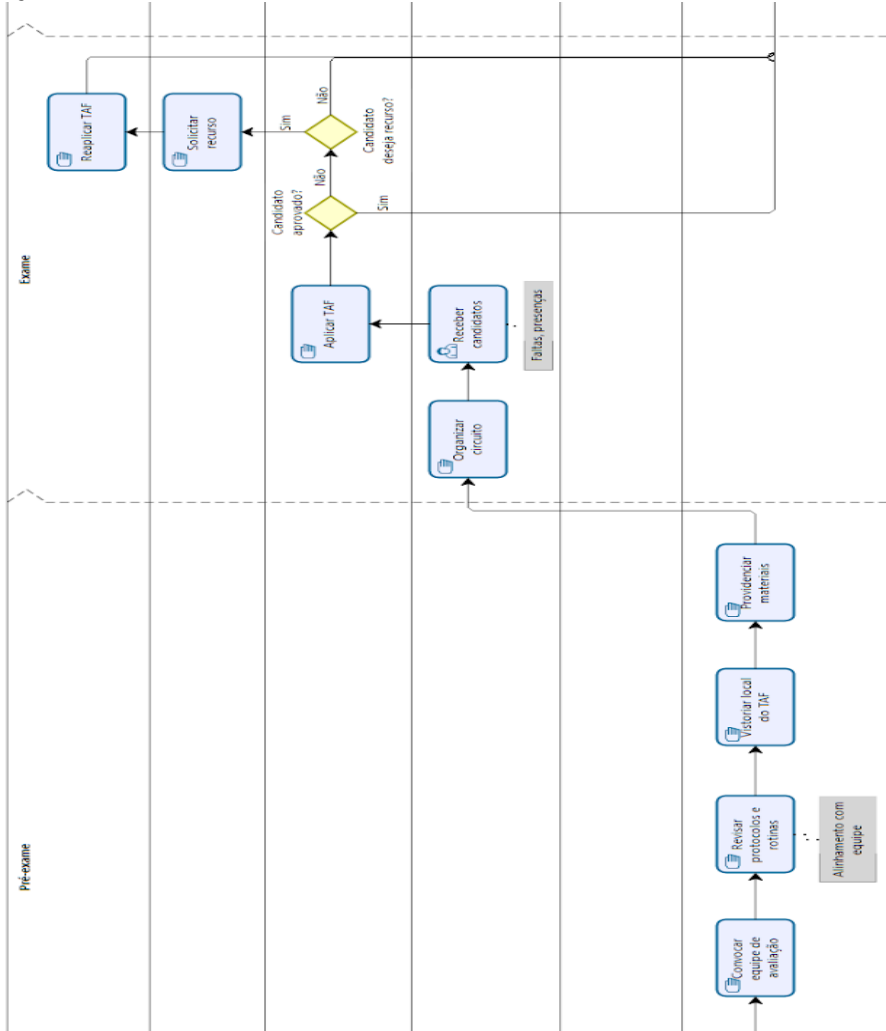 Pré-exame
Convocar
equipe de
avaliação
Revisar
protocolos e
rotinas
Alinhamento com
equipe
Vistoriar local
do TAF
Providenciar
materiais
Exame
Organizar
circuito
Receber
candidatos
Faltas, presenças
Aplicar TAF
Candidato
aprovado?
Sim
Não
Candidato
deseja recurso?
Sim
Não
Solicitar
recurso
Reaplicar TAF